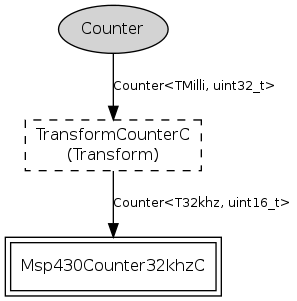 Counter
Counter<TMilli, uint32_t>
TransformCounterC
(Transform)
Counter<T32khz, uint16_t>
Msp430Counter32khzC